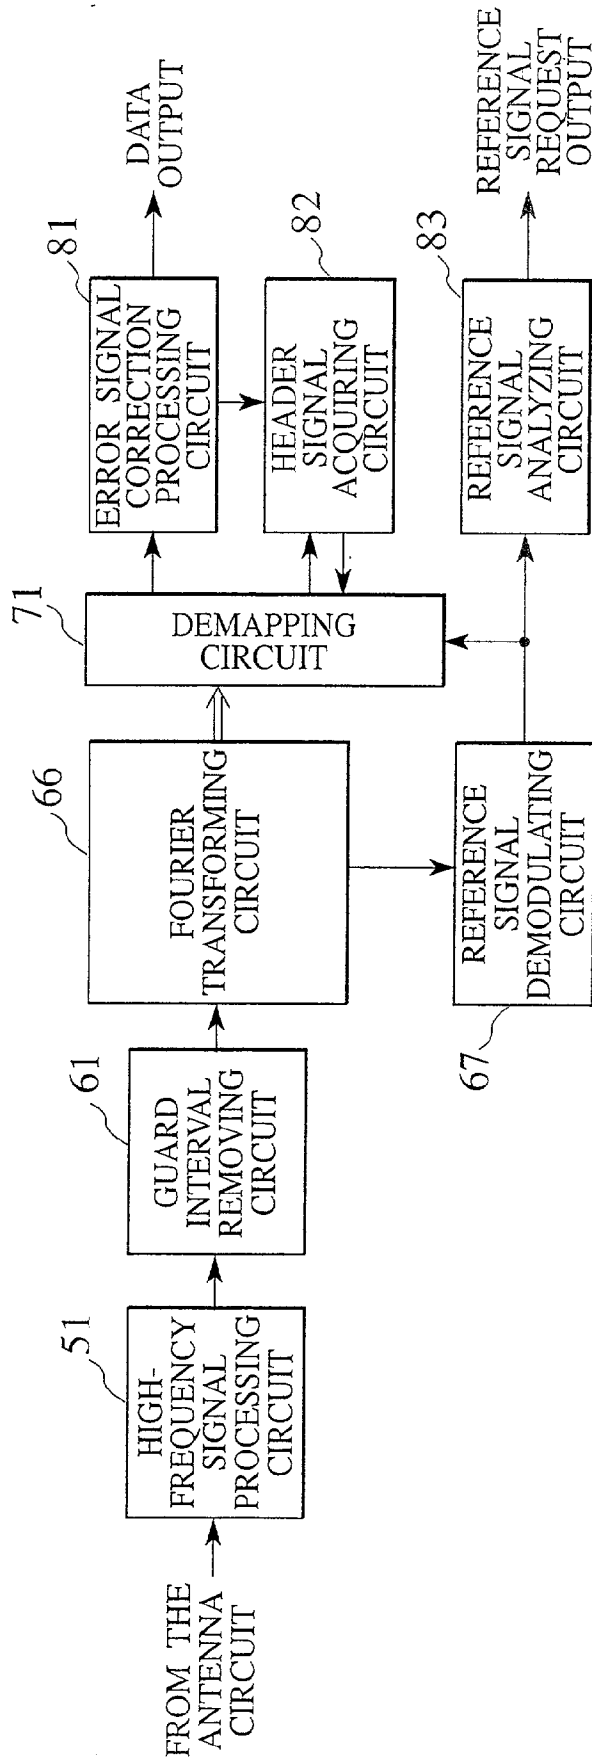 FROM THE
ANTENNA
CIRCUIT
51
HIGH-
FREQUENCY
SIGNAL
PROCESSING
CIRCUIT
61
GUARD
INTERVAL
REMOVING
CIRCUIT
66
FOURIER
TRANSFORMING
CIRCUIT
67
REFERENCE
SIGNAL
DEMODULATING
CIRCUIT
71
DEMAPPING
CIRCUIT
81
ERROR SIGNAL
CORRECTION
PROCESSING
CIRCUIT
82
HEADER
SIGNAL
ACQUIRING
CIRCUIT
83
REFERENCE
SIGNAL
ANALYZING
CIRCUIT
DATA
OUTPUT
REFERENCE
SIGNAL
REQUEST
OUTPUT